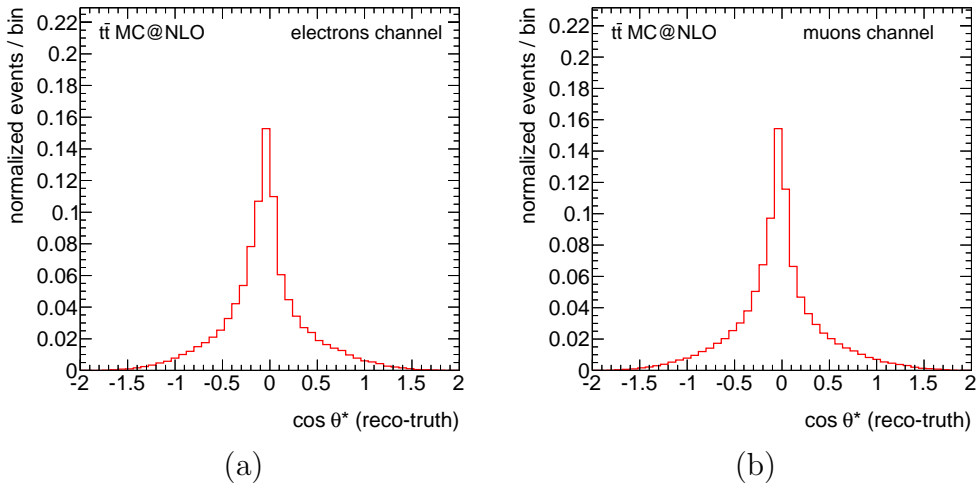 normalized events / bin
tt̄ MC@NLO electrons channel
0.22
0.2
0.18
0.16
0.14
0.12
0.1
0.08
0.06
0.04
0.02
0
-2 -1.5 -1 -0.5 0 0.5 1 1.5 2
cos θ* (reco-truth)
(a)
normalized events / bin
tt̄ MC@NLO muons channel
0.22
0.2
0.18
0.16
0.14
0.12
0.1
0.08
0.06
0.04
0.02
0
-2 -1.5 -1 -0.5 0 0.5 1 1.5 2
cos θ* (reco-truth)
(b)